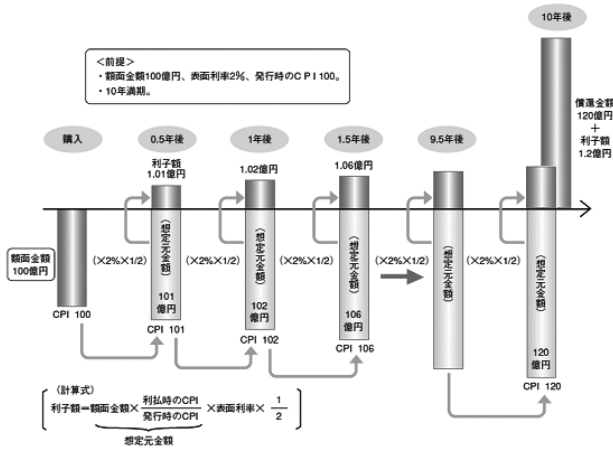 10年後
＜前提＞
・額面金額100億円、表面利率2％、発行時のCPI100。
・10年満期。
償還金額
120億円
＋
利子額
1.2億円
購入
0.5年後
1年後
1.5年後
9.5年後
利子額
1.01億円
1.02億円
1.06億円
額面金額
100億円
(×2%×1/2)
(×2%×1/2)
(×2%×1/2)
(×2%×1/2)
(×2%×1/2)
（想定元金額）
（想定元金額）
（想定元金額）
（想定元金額）
（想定元金額）
101
億円
102
億円
106
億円
120
億円
CPI 100
CPI 101
CPI 102
CPI 106
CPI 120
（計算式）
利子額＝額面金額×利払時のCPI/発行時のCPI×表面利率×1/2
想定元金額